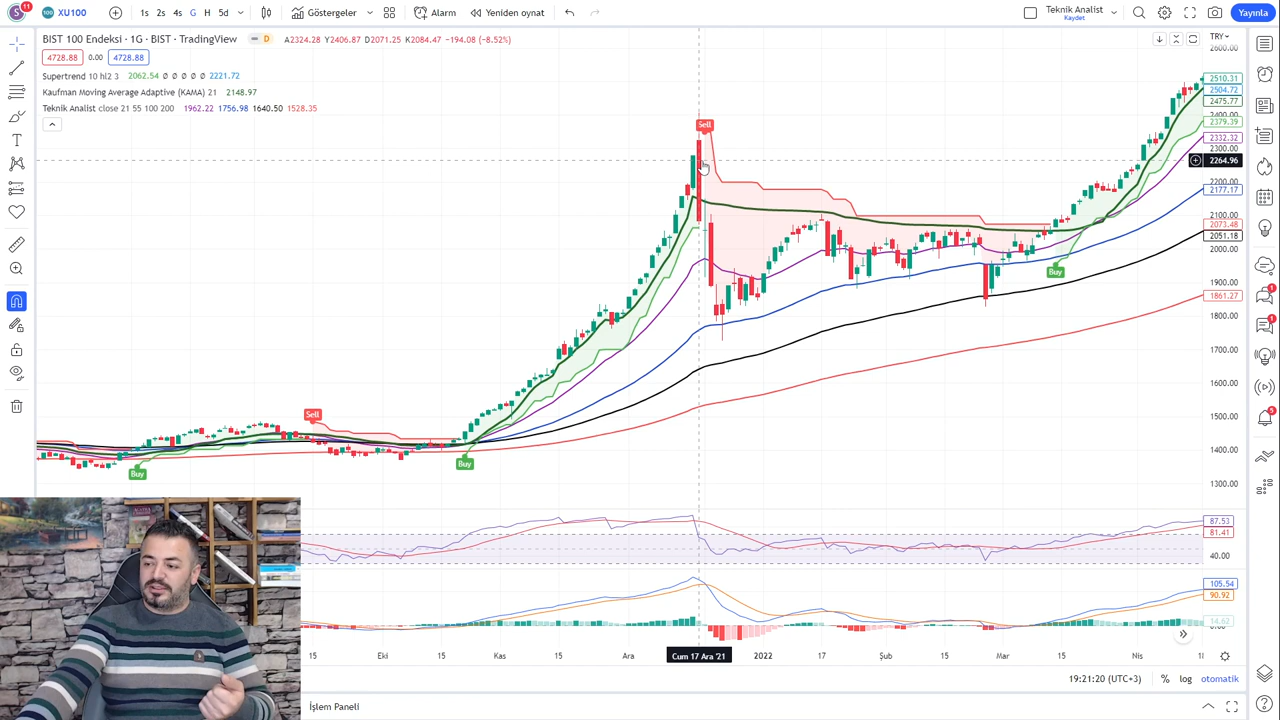 S 11 100 XU100 1s 2s 4s G H 5d Göstergeler Alarm Yeniden oynat Teknik Analist Kaydet Yayınla
BIST 100 Endeksi · 1G · BIST · TradingView D A2324.28 Y2406.87 D2071.25 K2084.47 −194.08 (−8.52%)
TRY
4728.88 0.00 4728.88
Supertrend 10 hl2 3 2062.54 ∅ ∅ ∅ ∅ ∅ 2221.72
Kaufman Moving Average Adaptive (KAMA) 21 2148.97
Teknik Analist close 21 55 100 200 1962.22 1756.98 1640.50 1528.35
2600.00
2510.31
2504.72
2475.77
2400.00
2379.39
2332.32
2300.00
2264.96
2200.00
2177.17
2100.00
2073.48
2051.18
2000.00
1900.00
1861.27
1800.00
1700.00
1600.00
1500.00
1400.00
1300.00
Sell
Buy
Sell
Buy
Sell
Buy
87.53
81.41
40.00
105.54
90.92
14.62
15 Eki 15 Kas 15 Ara Cum 17 Ara '21 2022 17 Şub 15 Mar 15 Nis
19:21:20 (UTC+3) % log otomatik
İşlem Paneli
1
1
5